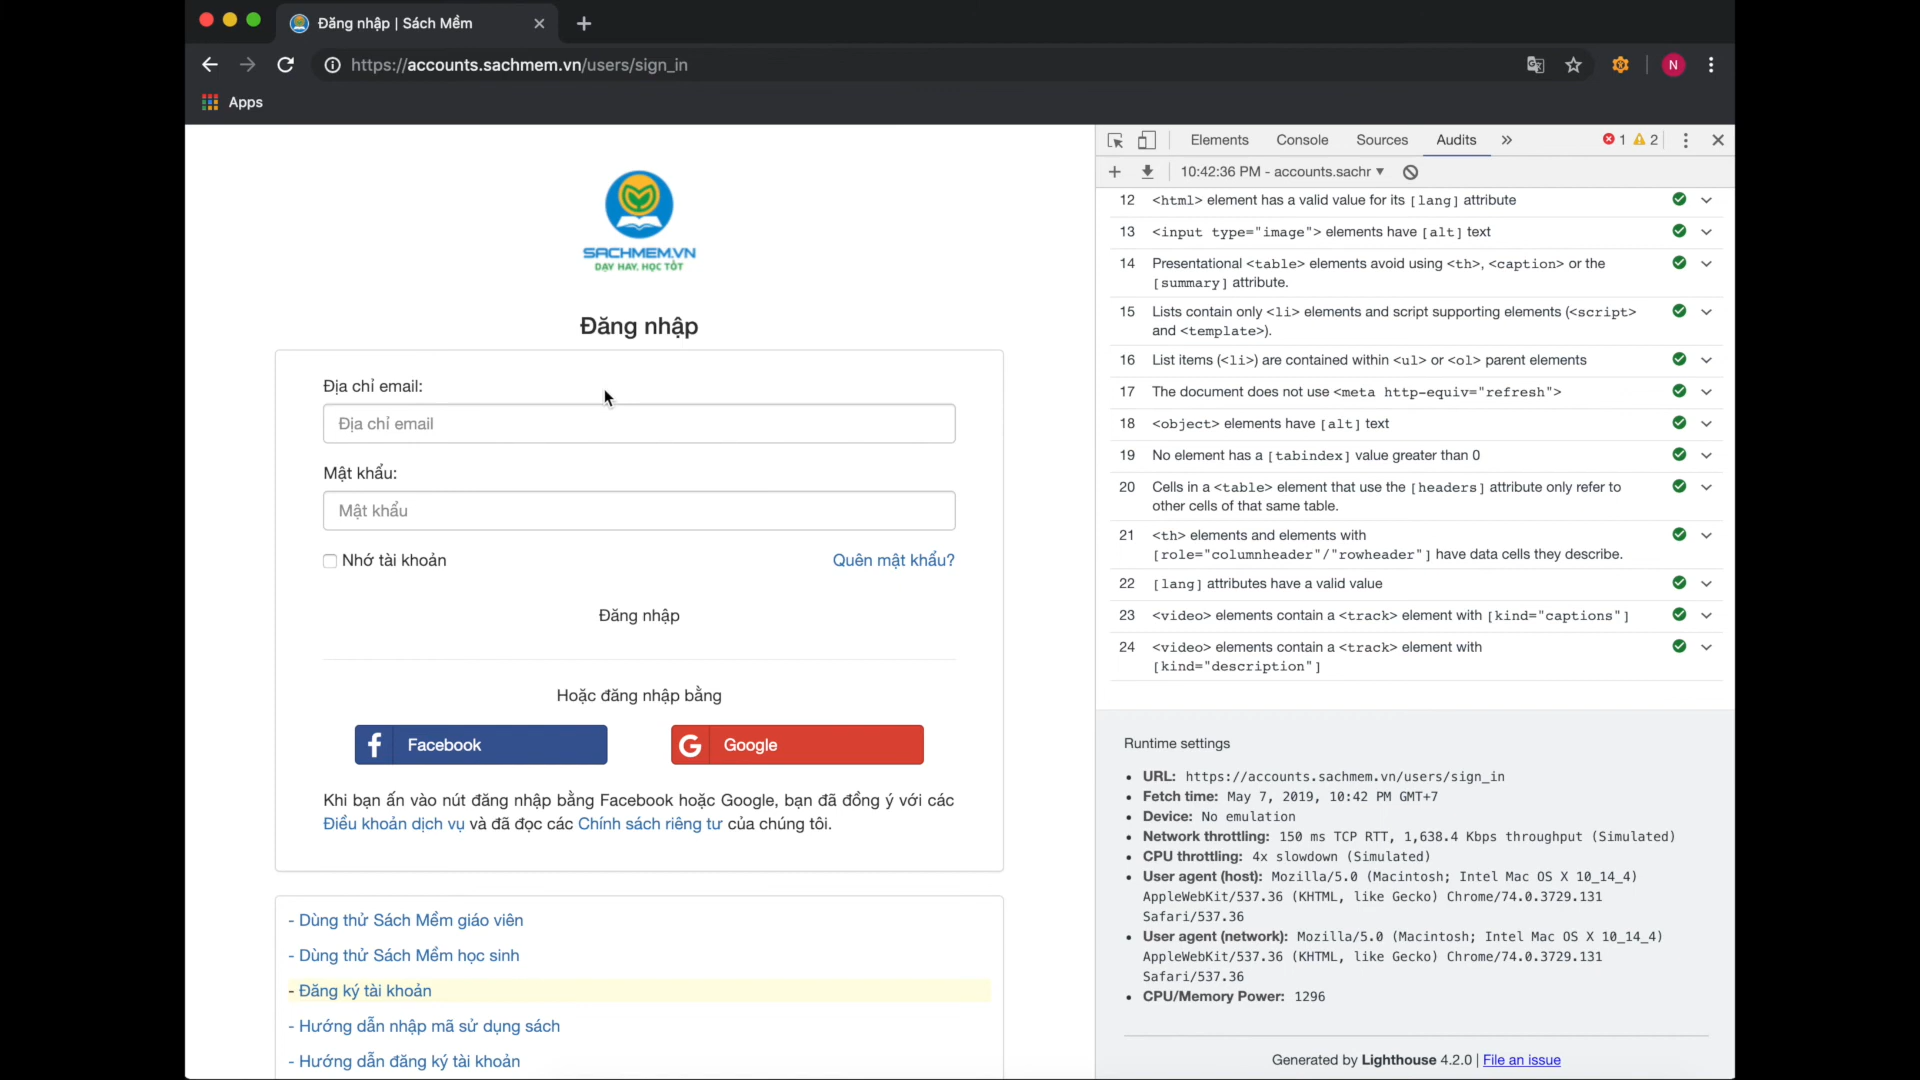 Đăng nhập | Sách Mềm
https://accounts.sachmem.vn/users/sign_in
N
Apps
SACHMEM.VN
DẠY HAY, HỌC TỐT
Đăng nhập
Địa chỉ email:
Địa chỉ email
Mật khẩu:
Mật khẩu
Nhớ tài khoản
Quên mật khẩu?
Đăng nhập
Hoặc đăng nhập bằng
Facebook
Google
Khi bạn ấn vào nút đăng nhập bằng Facebook hoặc Google, bạn đã đồng ý với các
Điều khoản dịch vụ và đã đọc các Chính sách riêng tư của chúng tôi.
- Dùng thử Sách Mềm giáo viên
- Dùng thử Sách Mềm học sinh
- Đăng ký tài khoản
- Hướng dẫn nhập mã sử dụng sách
- Hướng dẫn đăng ký tài khoản
Elements Console Sources Audits » 1 2
10:42:36 PM - accounts.sachr
12 <html> element has a valid value for its [lang] attribute
13 <input type="image"> elements have [alt] text
14 Presentational <table> elements avoid using <th>, <caption> or the
[summary] attribute.
15 Lists contain only <li> elements and script supporting elements (<script>
and <template>).
16 List items (<li>) are contained within <ul> or <ol> parent elements
17 The document does not use <meta http-equiv="refresh">
18 <object> elements have [alt] text
19 No element has a [tabindex] value greater than 0
20 Cells in a <table> element that use the [headers] attribute only refer to
other cells of that same table.
21 <th> elements and elements with
[role="columnheader"/"rowheader"] have data cells they describe.
22 [lang] attributes have a valid value
23 <video> elements contain a <track> element with [kind="captions"]
24 <video> elements contain a <track> element with
[kind="description"]
Runtime settings
• URL: https://accounts.sachmem.vn/users/sign_in
• Fetch time: May 7, 2019, 10:42 PM GMT+7
• Device: No emulation
• Network throttling: 150 ms TCP RTT, 1,638.4 Kbps throughput (Simulated)
• CPU throttling: 4x slowdown (Simulated)
• User agent (host): Mozilla/5.0 (Macintosh; Intel Mac OS X 10_14_4)
AppleWebKit/537.36 (KHTML, like Gecko) Chrome/74.0.3729.131
Safari/537.36
• User agent (network): Mozilla/5.0 (Macintosh; Intel Mac OS X 10_14_4)
AppleWebKit/537.36 (KHTML, like Gecko) Chrome/74.0.3729.131
Safari/537.36
• CPU/Memory Power: 1296
Generated by Lighthouse 4.2.0 | File an issue